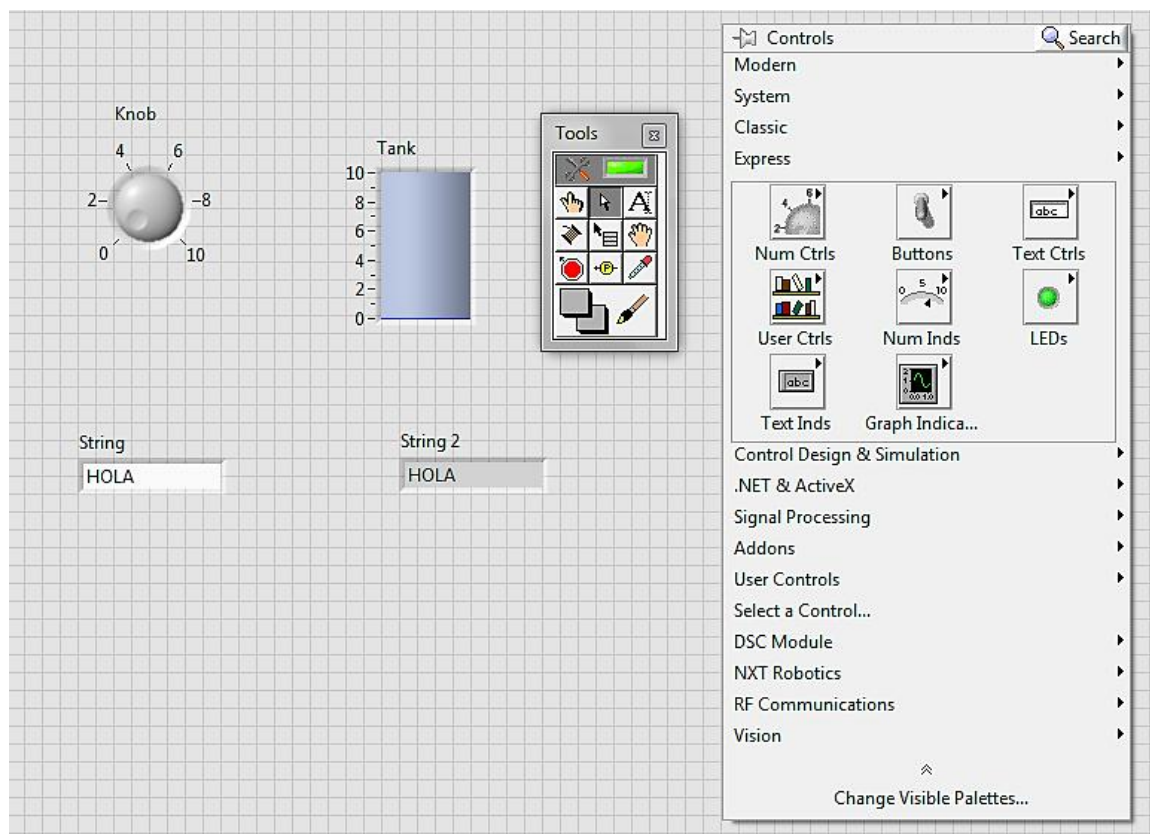 Knob
4 6
2 8
0 10
Tank
10
8
6
4
2
0
String
HOLA
String 2
HOLA
Tools
Controls Search
Modern
System
Classic
Express
Num Ctrls Buttons Text Ctrls
User Ctrls Num Inds LEDs
Text Inds Graph Indica...
Control Design & Simulation
.NET & ActiveX
Signal Processing
Addons
User Controls
Select a Control...
DSC Module
NXT Robotics
RF Communications
Vision
Change Visible Palettes...